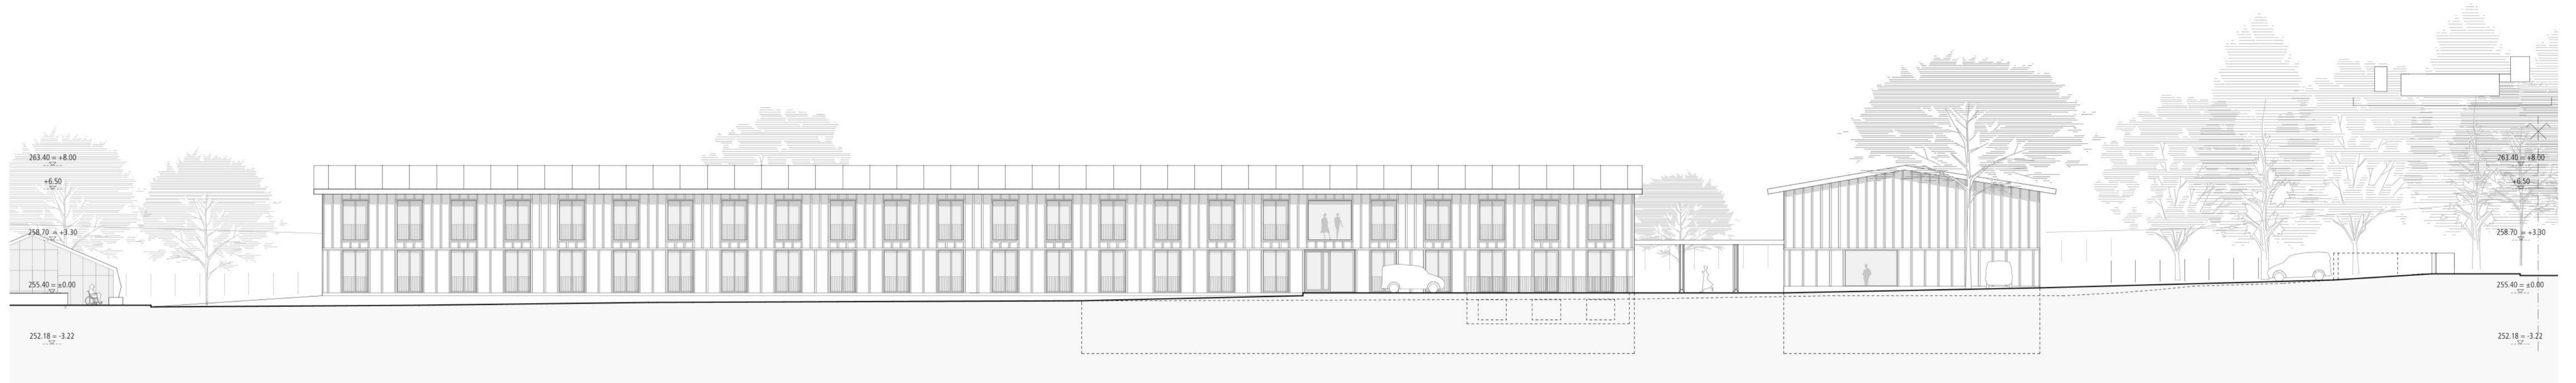 263.40 = +8.00
+6.50
258.70 = +3.30
255.40 = ±0.00
252.18 = -3.22
263.40 = +8.00
+6.50
258.70 = +3.30
255.40 = ±0.00
252.18 = -3.22